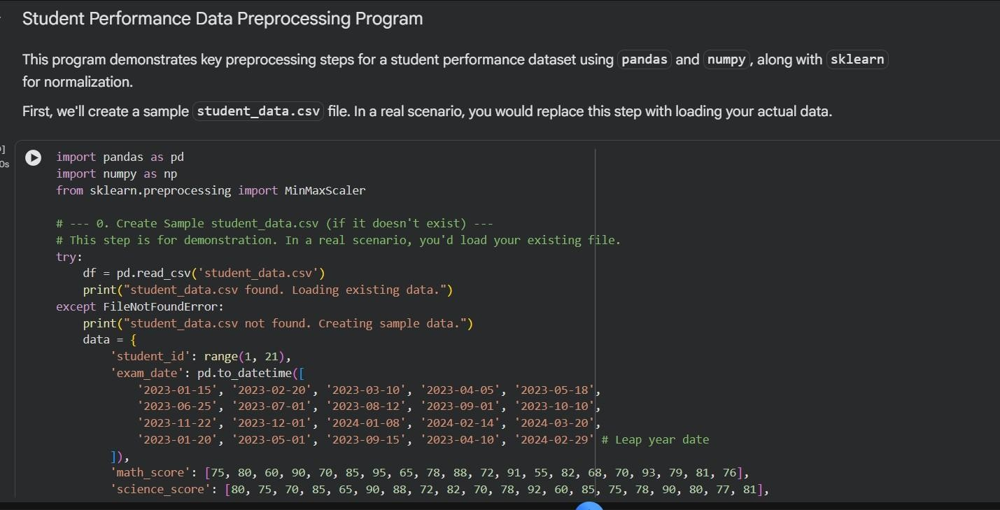 Student Performance Data Preprocessing Program
This program demonstrates key preprocessing steps for a student performance dataset using pandas and numpy, along with sklearn
for normalization.
First, we'll create a sample student_data.csv file. In a real scenario, you would replace this step with loading your actual data.
]
0s
import pandas as pd
import numpy as np
from sklearn.preprocessing import MinMaxScaler
# --- 0. Create Sample student_data.csv (if it doesn't exist) ---
# This step is for demonstration. In a real scenario, you'd load your existing file.
try:
    df = pd.read_csv('student_data.csv')
    print("student_data.csv found. Loading existing data.")
except FileNotFoundError:
    print("student_data.csv not found. Creating sample data.")
    data = {
        'student_id': range(1, 21),
        'exam_date': pd.to_datetime([
            '2023-01-15', '2023-02-20', '2023-03-10', '2023-04-05', '2023-05-18',
            '2023-06-25', '2023-07-01', '2023-08-12', '2023-09-01', '2023-10-10',
            '2023-11-22', '2023-12-01', '2024-01-08', '2024-02-14', '2024-03-20',
            '2023-01-20', '2023-05-01', '2023-09-15', '2023-04-10', '2024-02-29' # Leap year date
        ]),
        'math_score': [75, 80, 60, 90, 70, 85, 95, 65, 78, 88, 72, 91, 55, 82, 68, 70, 93, 79, 81, 76],
        'science_score': [80, 75, 70, 85, 65, 90, 88, 72, 82, 70, 78, 92, 60, 85, 75, 78, 90, 80, 77, 81],